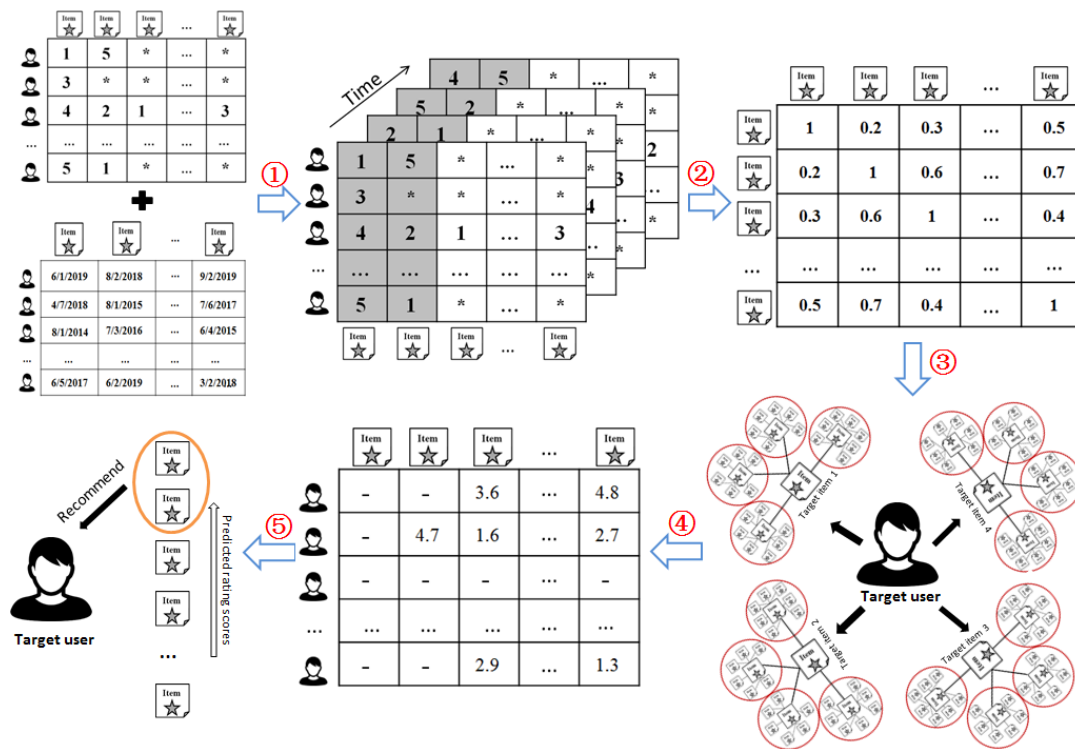 Item Item Item ... Item
1 5 * ... *
3 * * ... *
4 2 1 ... 3
... ... ... ... ... ...
5 1 * ... *
Item Item ... Item
6/1/2019 8/2/2018 ... 9/2/2019
4/7/2018 8/1/2015 ... 7/6/2017
8/1/2014 7/3/2016 ... 6/4/2015
... ... ... ... ...
6/5/2017 6/2/2019 ... 3/2/2018
①
Time
4 5 * ... *
5 2 * ... *
2
2 1 * ... *
3
4
1 5 * ... *
3 * * ... *
4 2 1 ... 3
... ... ... ... ... ...
5 1 * ... *
Item Item Item ... Item
②
Item Item Item ... Item
Item 1 0.2 0.3 ... 0.5
Item 0.2 1 0.6 ... 0.7
Item 0.3 0.6 1 ... 0.4
... ... ... ... ... ...
Item 0.5 0.7 0.4 ... 1
③
Item
Target item 1
Item
Target item 4
Target user
Item
Target item 2
Item
Target item 3
④
Item Item Item ... Item
– – 3.6 ... 4.8
– 4.7 1.6 ... 2.7
– – – ... –
... ... ... ... ... ...
– – 2.9 ... 1.3
⑤
Item
Item
Item
Item
...
Item
Predicted rating scores
Recommend
Target user